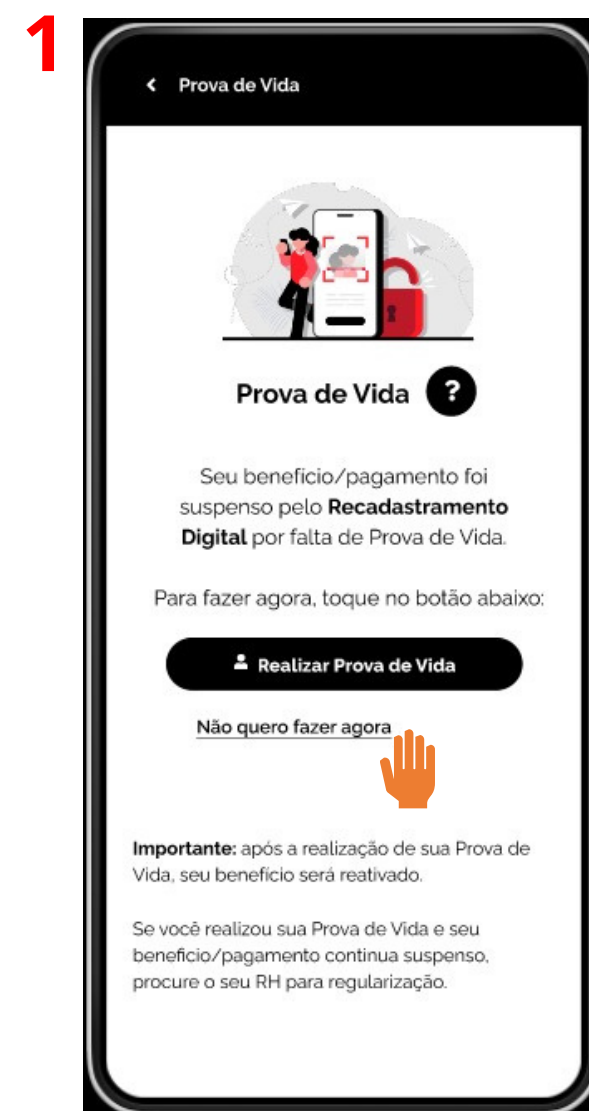 1
Prova de Vida
Prova de Vida ?
Seu beneficio/pagamento foi
suspenso pelo Recadastramento
Digital por falta de Prova de Vida.
Para fazer agora, toque no botão abaixo:
Realizar Prova de Vida
Não quero fazer agora
Importante: após a realização de sua Prova de
Vida, seu benefício será reativado.
Se você realizou sua Prova de Vida e seu
beneficio/pagamento continua suspenso,
procure o seu RH para regularização.